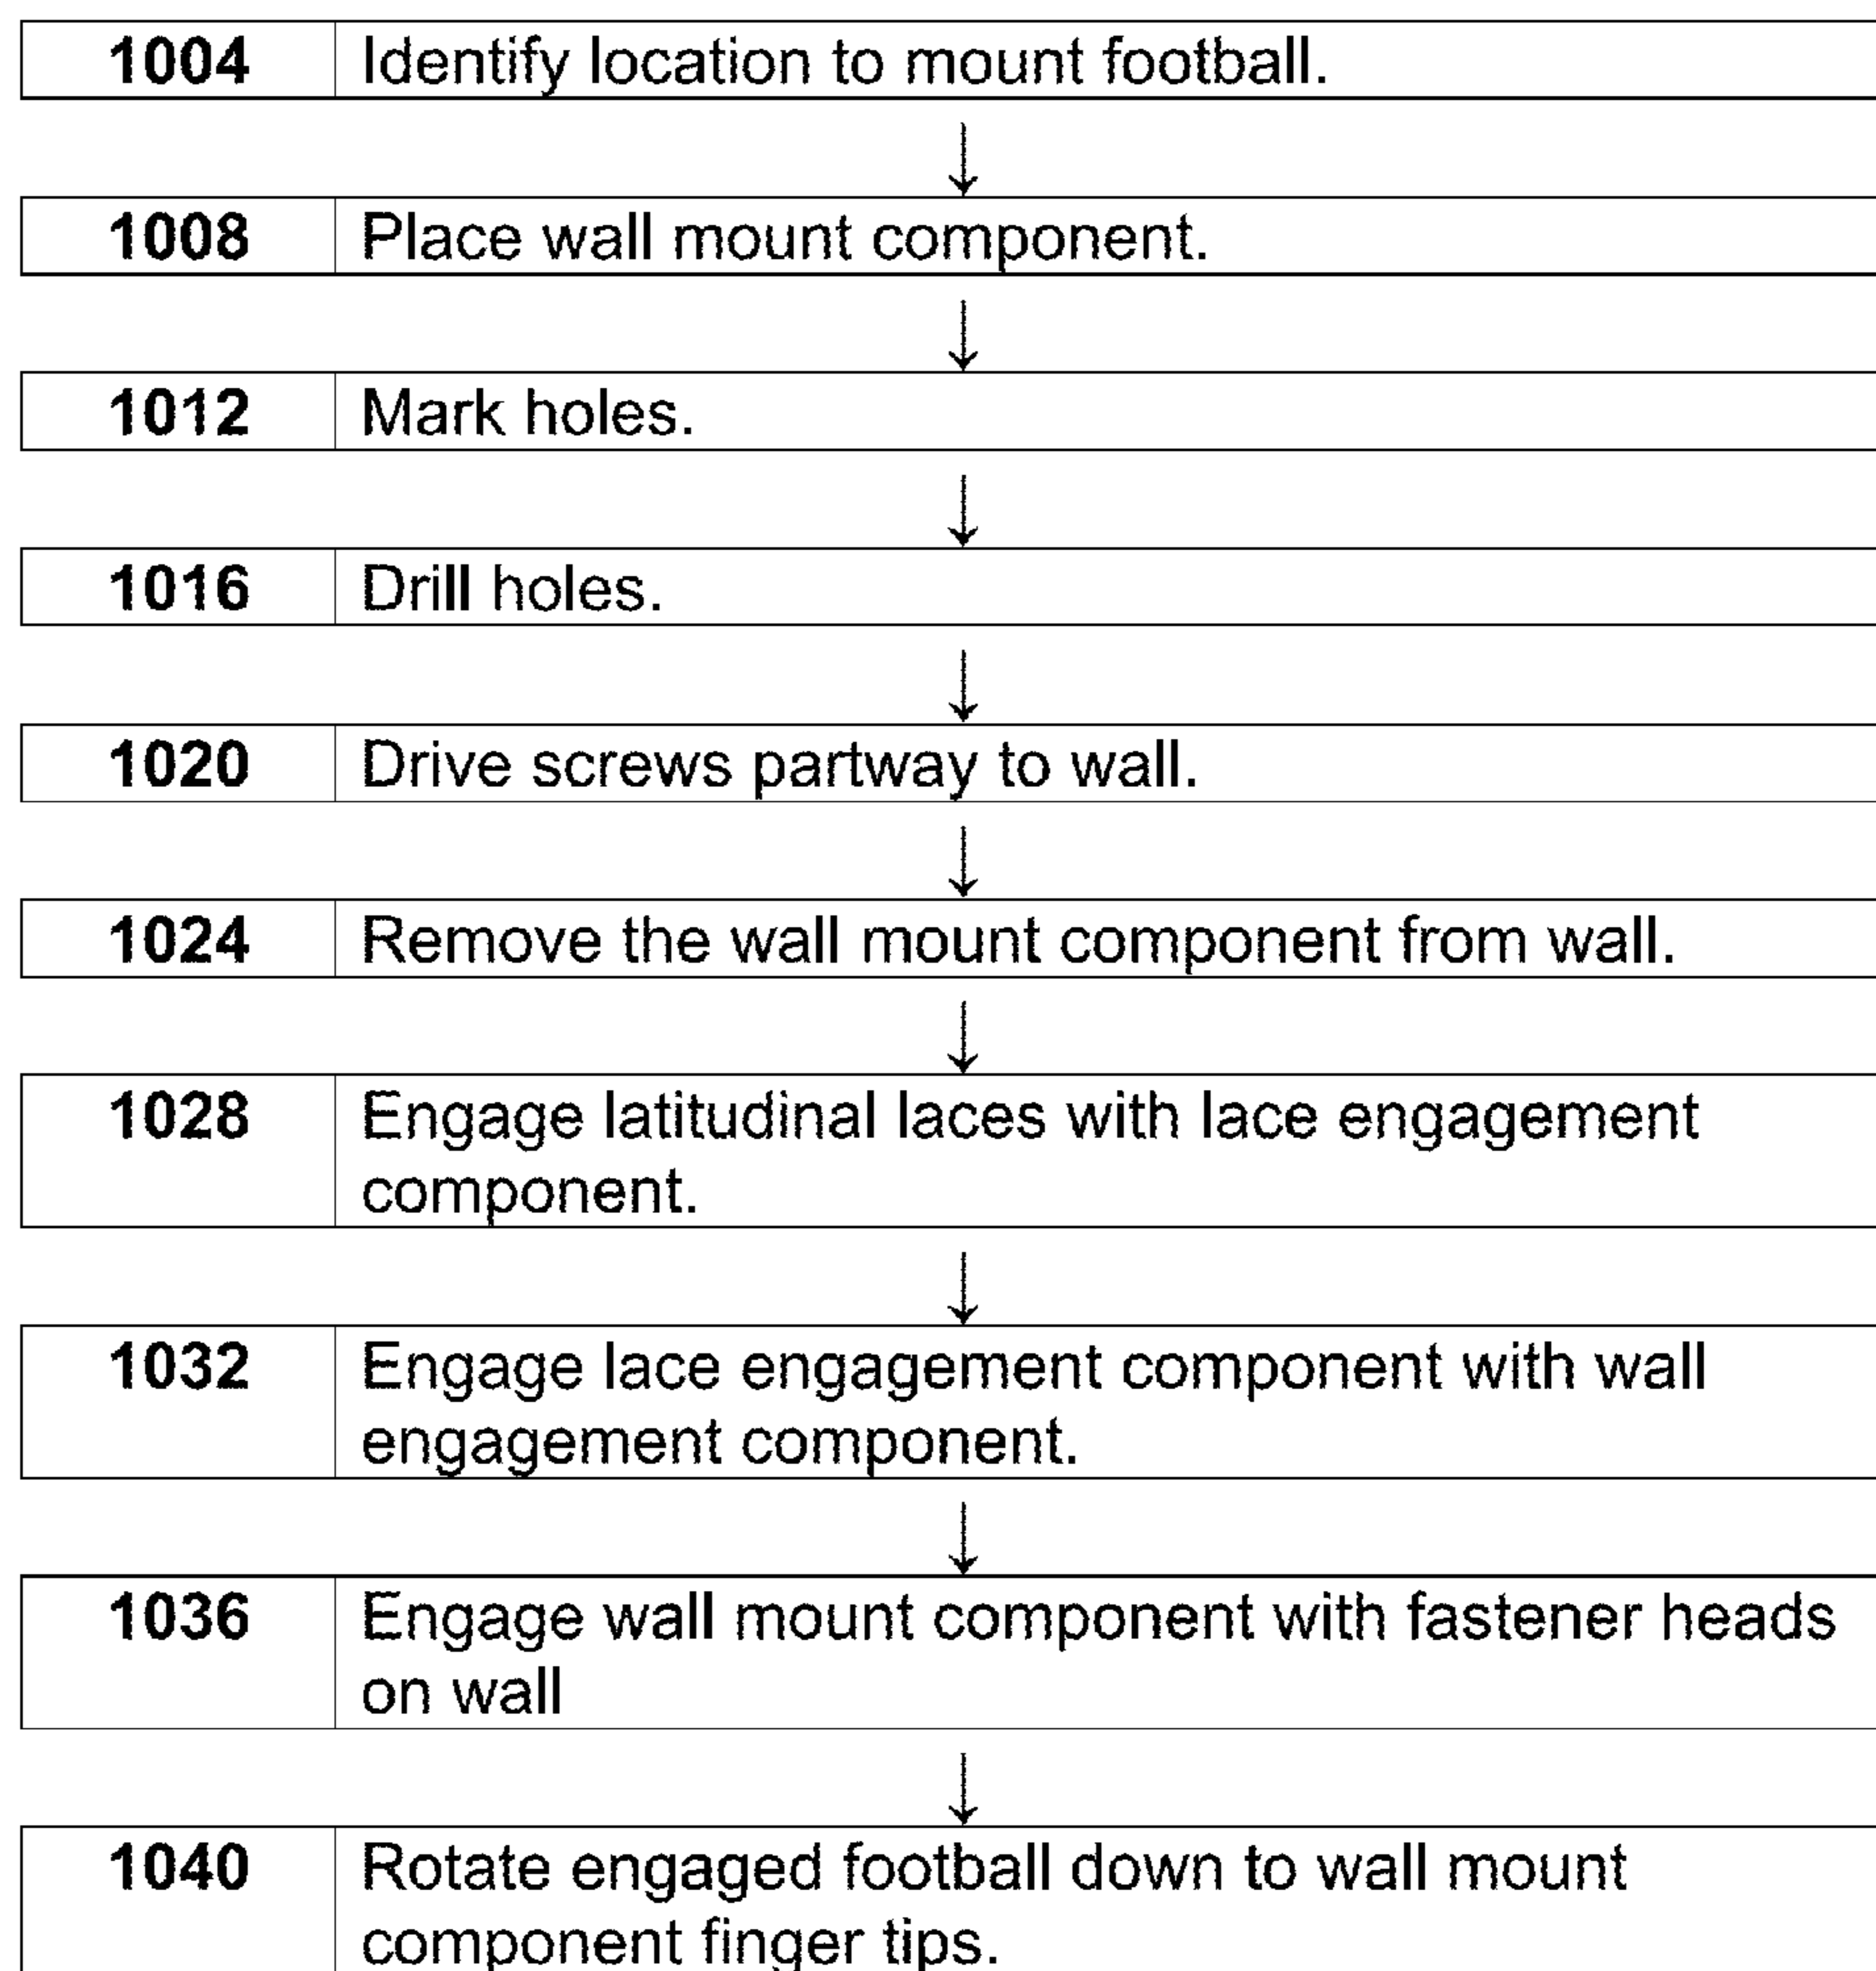 1004 Identify location to mount football.
1008 Place wall mount component.
1012 Mark holes.
1016 Drill holes.
1020 Drive screws partway to wall.
1024 Remove the wall mount component from wall.
1028 Engage latitudinal laces with lace engagement
component.
1032 Engage lace engagement component with wall
engagement component.
1036 Engage wall mount component with fastener heads
on wall
1040 Rotate engaged football down to wall mount
component finger tips.